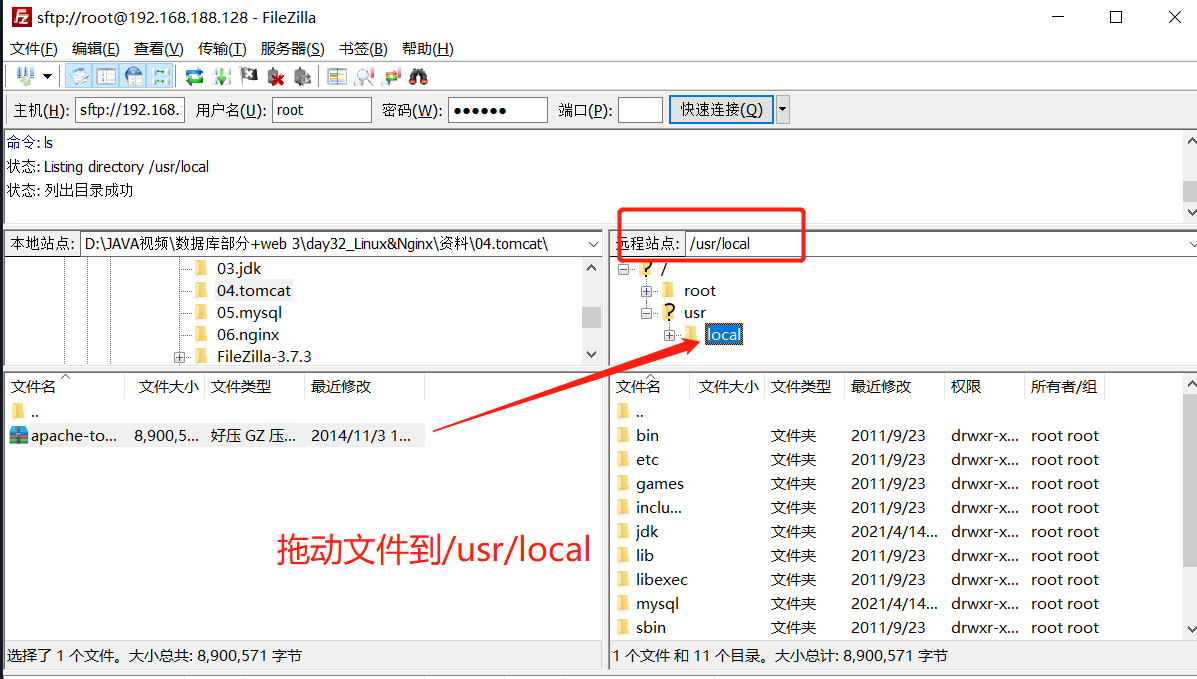 sftp://root@192.168.188.128 - FileZilla
文件(F) 编辑(E) 查看(V) 传输(T) 服务器(S) 书签(B) 帮助(H)
主机(H): sftp://192.168. 用户名(U): root 密码(W): ●●●●●● 端口(P): 快速连接(Q)
命令: ls
状态: Listing directory /usr/local
状态: 列出目录成功
本地站点: D:\JAVA视频\数据库部分+web 3\day32_Linux&Nginx\资料\04.tomcat\
03.jdk
04.tomcat
05.mysql
06.nginx
FileZilla-3.7.3
远程站点: /usr/local
? /
root
? usr
local
文件名 文件大小 文件类型 最近修改
..
apache-to... 8,900,5... 好压 GZ 压... 2014/11/3 1...
拖动文件到/usr/local
选择了 1 个文件。大小总共: 8,900,571 字节
文件名 文件大小 文件类型 最近修改 权限 所有者/组
..
bin 文件夹 2011/9/23 drwxr-x... root root
etc 文件夹 2011/9/23 drwxr-x... root root
games 文件夹 2011/9/23 drwxr-x... root root
inclu... 文件夹 2011/9/23 drwxr-x... root root
jdk 文件夹 2021/4/14... drwxr-x... root root
lib 文件夹 2011/9/23 drwxr-x... root root
libexec 文件夹 2011/9/23 drwxr-x... root root
mysql 文件夹 2021/4/14... drwxr-x... root root
sbin 文件夹 2011/9/23 drwxr-x... root root
1 个文件 和 11 个目录。大小总计: 8,900,571 字节